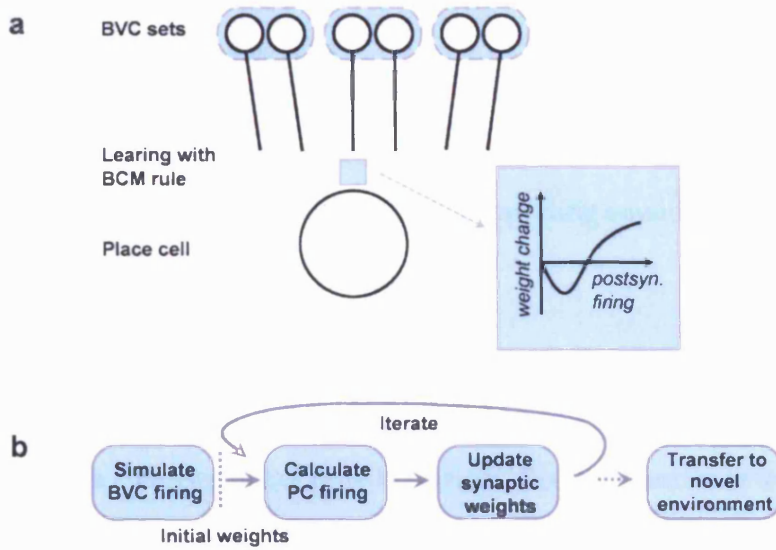 a
BVC sets
Learing with
BCM rule
Place cell
weight change
postsyn.
firing
b
Iterate
Simulate
BVC firing
Calculate
PC firing
Update
synaptic
weights
Transfer to
novel
environment
Initial weights